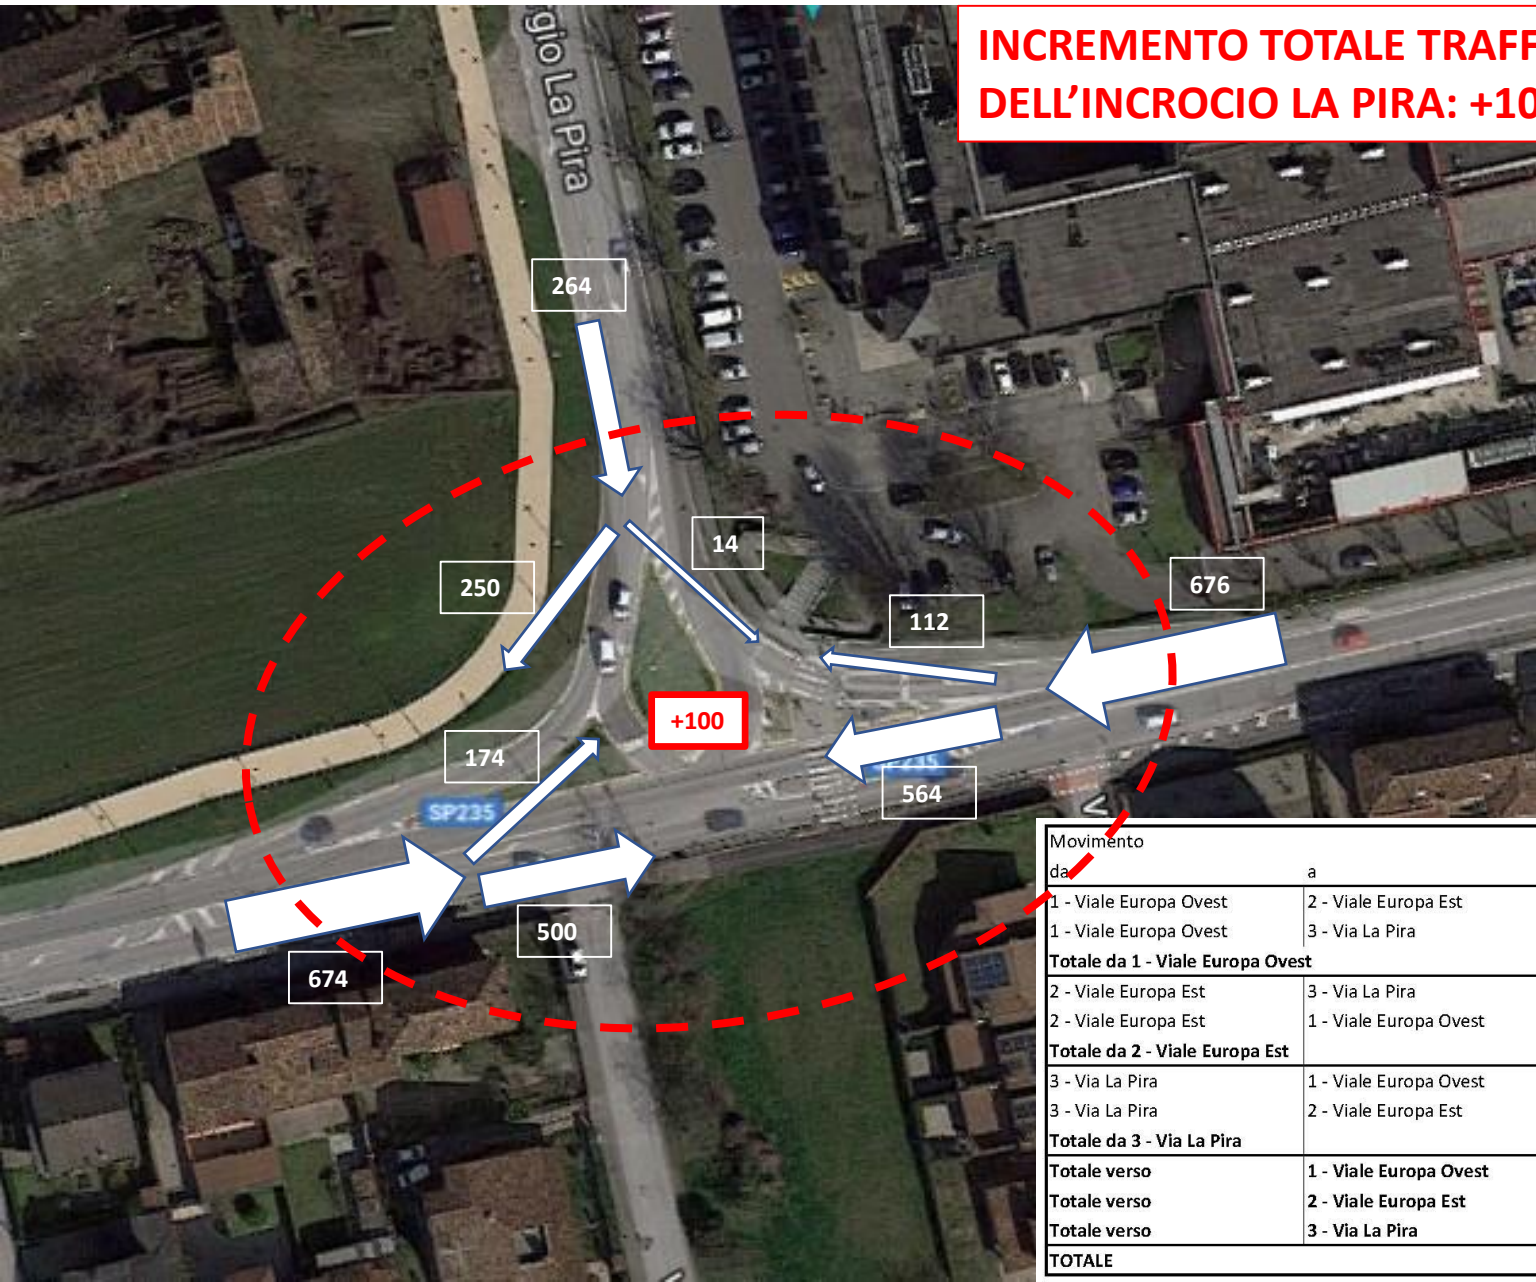 INCREMENTO TOTALE TRAFF
DELL'INCROCIO LA PIRA: +10
gio La Pira
264
14
250
676
112
+100
174
SP235
564
SP235
500
674
Movimento
da a
1 - Viale Europa Ovest 2 - Viale Europa Est
1 - Viale Europa Ovest 3 - Via La Pira
Totale da 1 - Viale Europa Ovest
2 - Viale Europa Est 3 - Via La Pira
2 - Viale Europa Est 1 - Viale Europa Ovest
Totale da 2 - Viale Europa Est
3 - Via La Pira 1 - Viale Europa Ovest
3 - Via La Pira 2 - Viale Europa Est
Totale da 3 - Via La Pira
Totale verso 1 - Viale Europa Ovest
Totale verso 2 - Viale Europa Est
Totale verso 3 - Via La Pira
TOTALE